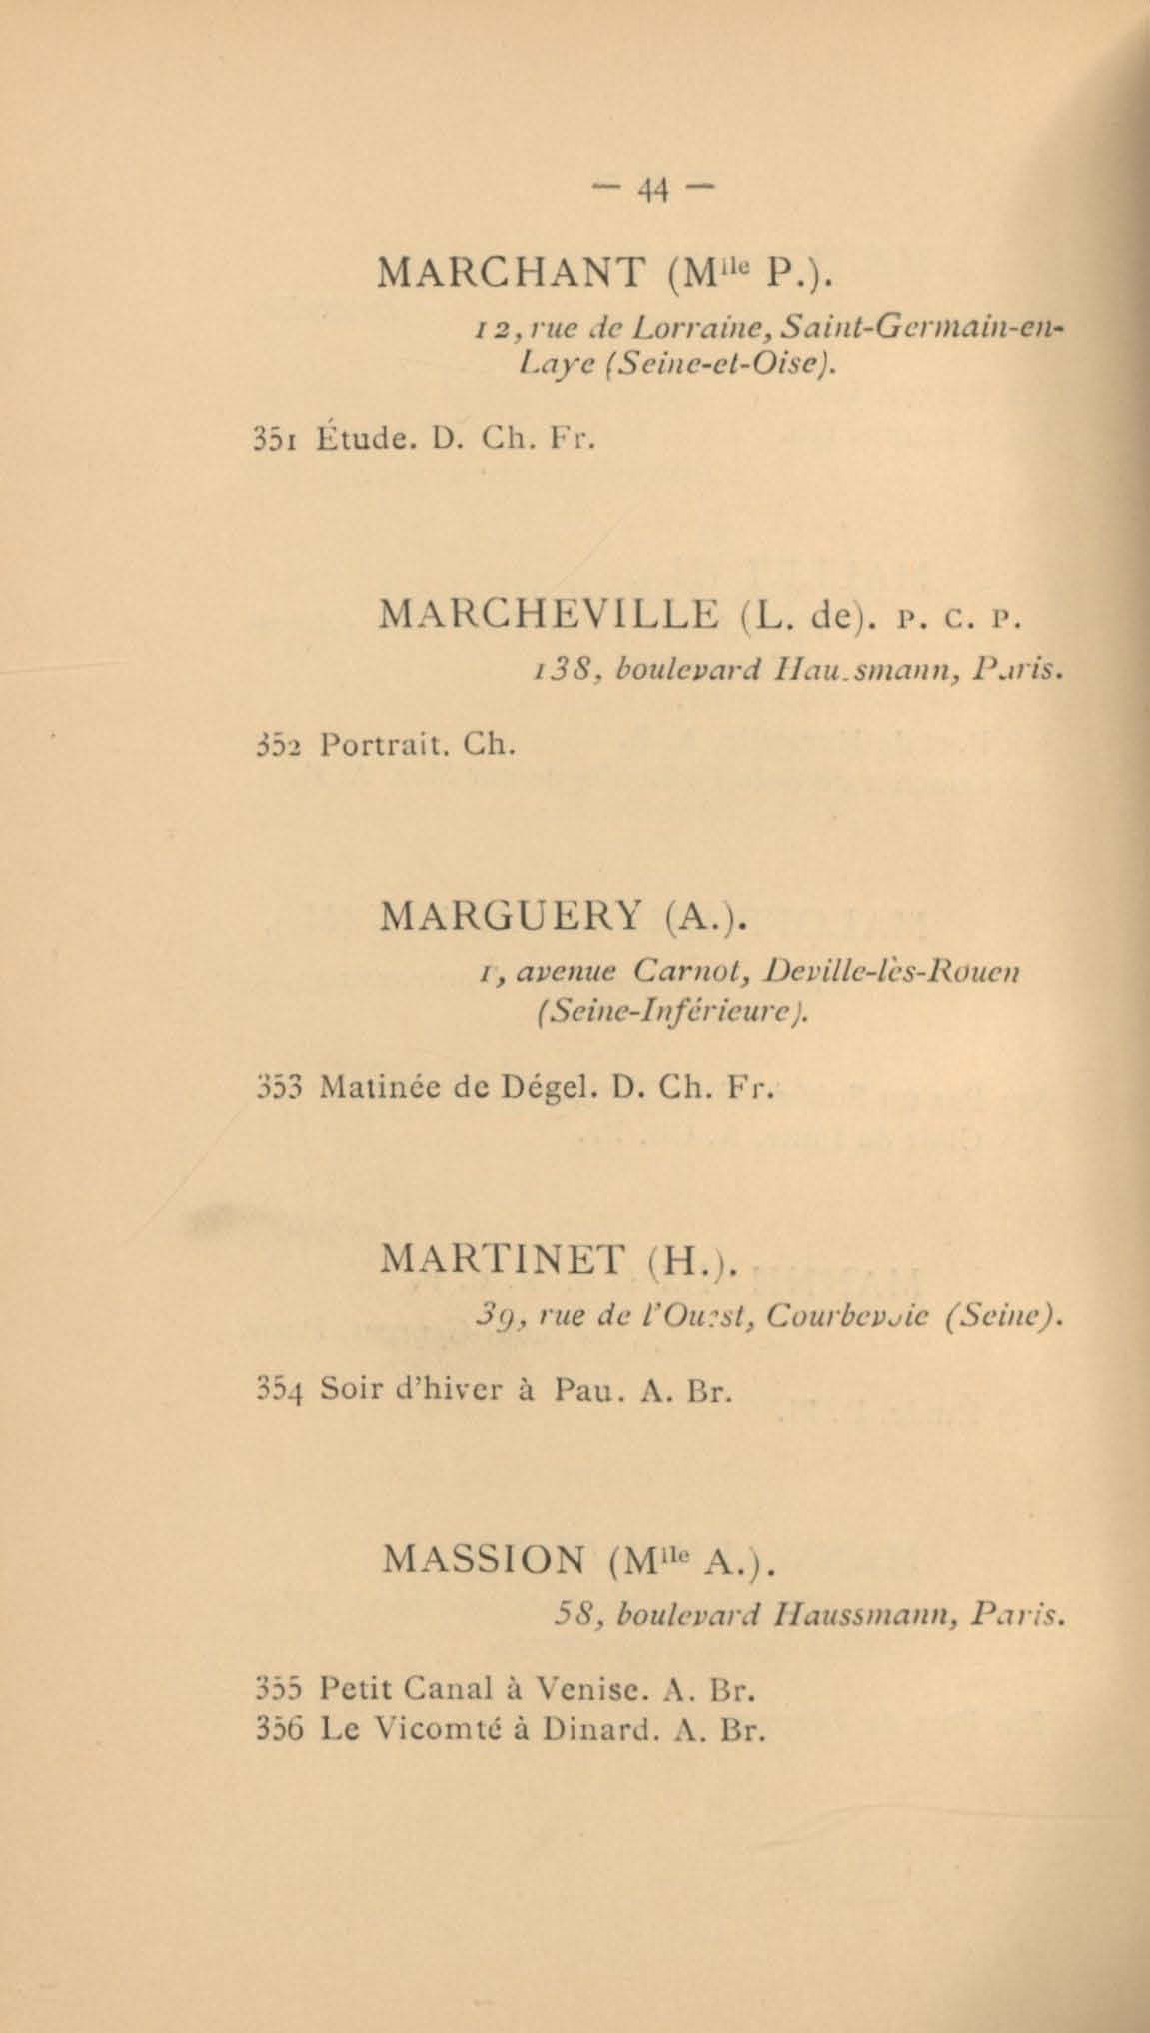 — 44 —
MARCHANT (Mlle P.).
12, rue de Lorraine, Saint-Germain-en-
Laye (Seine-et-Oise).
351 Étude. D. Ch. Fr.
MARCHEVILLE (L. de). P. C. P.
138, boulevard Haussmann, Paris.
352 Portrait. Ch.
MARGUERY (A.).
1, avenue Carnot, Deville-lès-Rouen
(Seine-Inférieure).
353 Matinée de Dégel. D. Ch. Fr.
MARTINET (H.).
39, rue de l'Ouest, Courbevoie (Seine).
354 Soir d'hiver à Pau. A. Br.
MASSION (Mlle A.).
58, boulevard Haussmann, Paris.
355 Petit Canal à Venise. A. Br.
356 Le Vicomté à Dinard. A. Br.